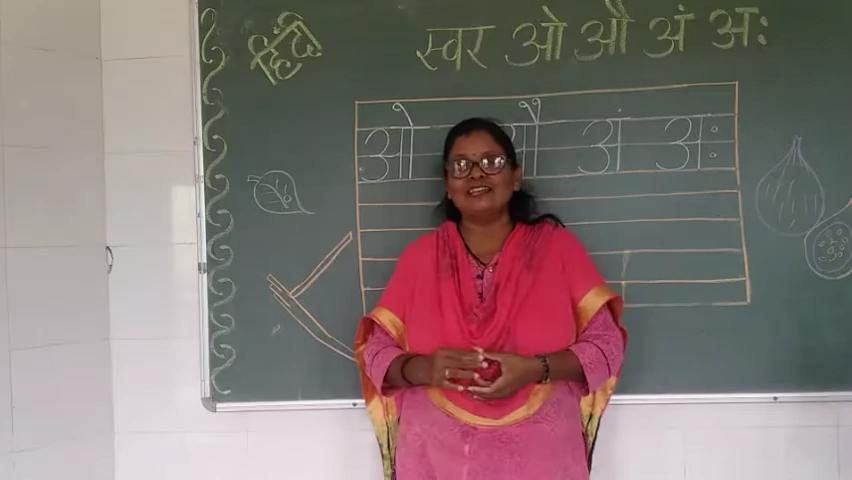 हिंदी
स्वर ओ औ अं अः
ओ औ अं अः